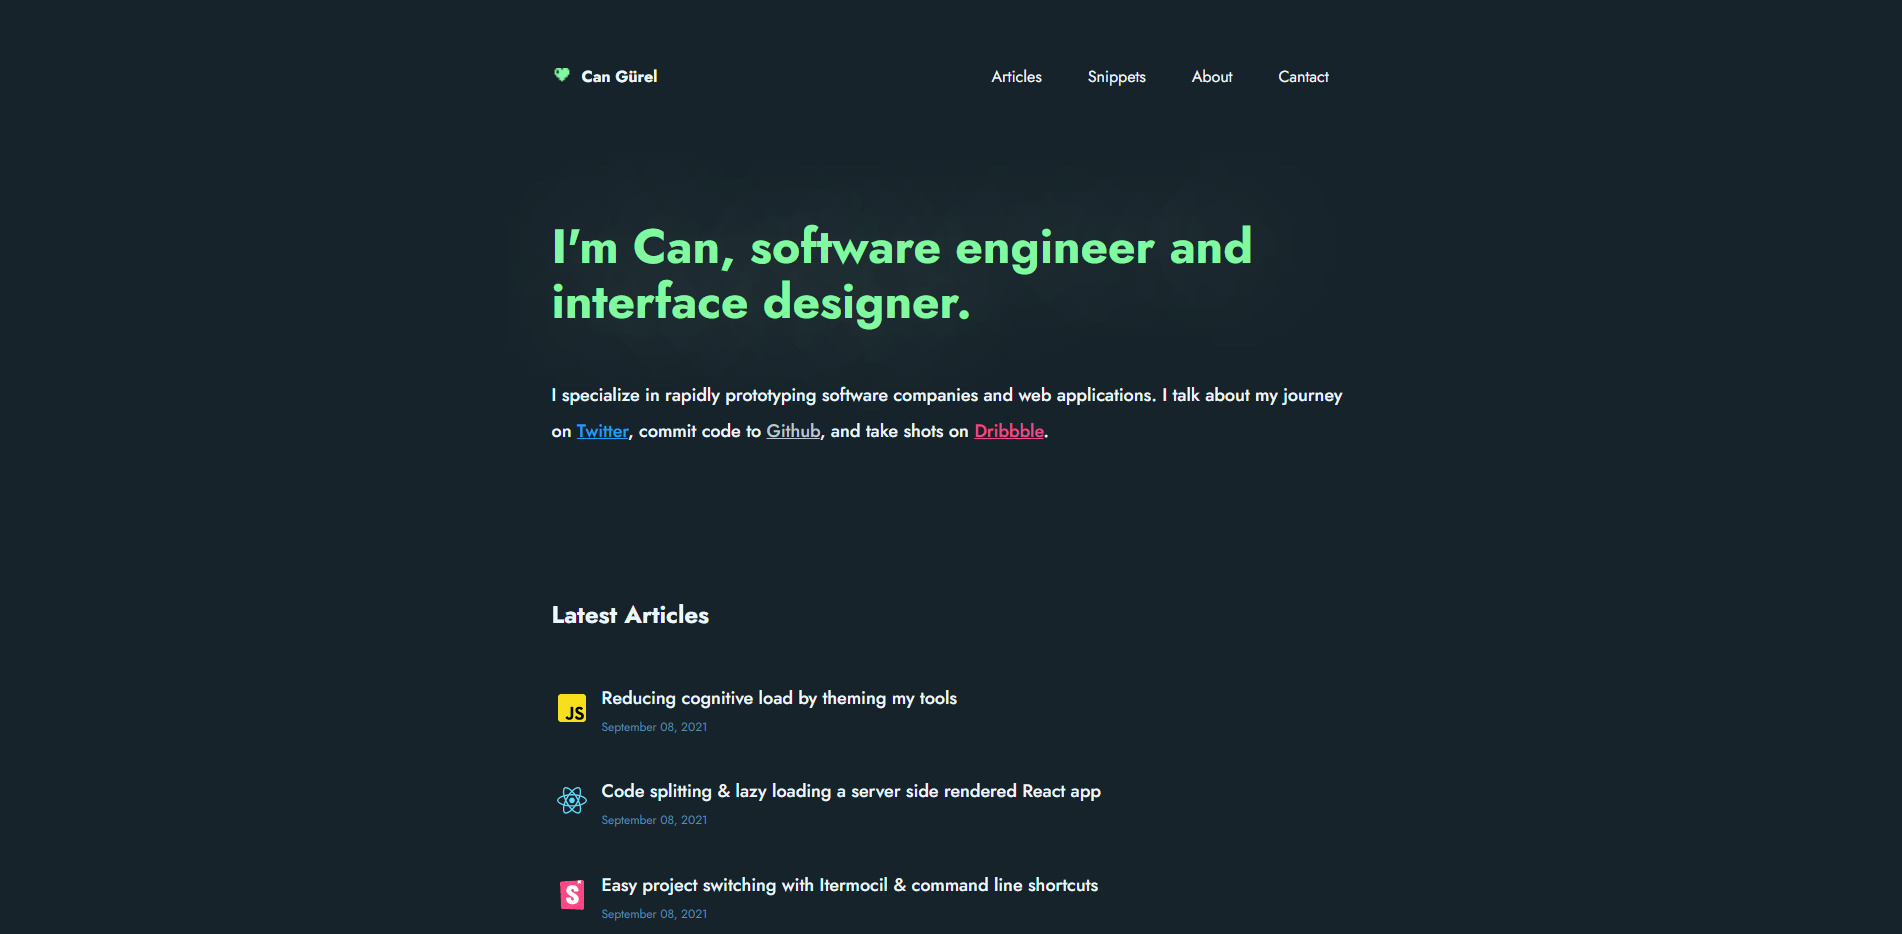 Can Gürel
Articles Snippets About Cantact
I'm Can, software engineer and
interface designer.
I specialize in rapidly prototyping software companies and web applications. I talk about my journey
on Twitter, commit code to Github, and take shots on Dribbble.
Latest Articles
JS
Reducing cognitive load by theming my tools
September 08, 2021
Code splitting & lazy loading a server side rendered React app
September 08, 2021
S
Easy project switching with Itermocil & command line shortcuts
September 08, 2021